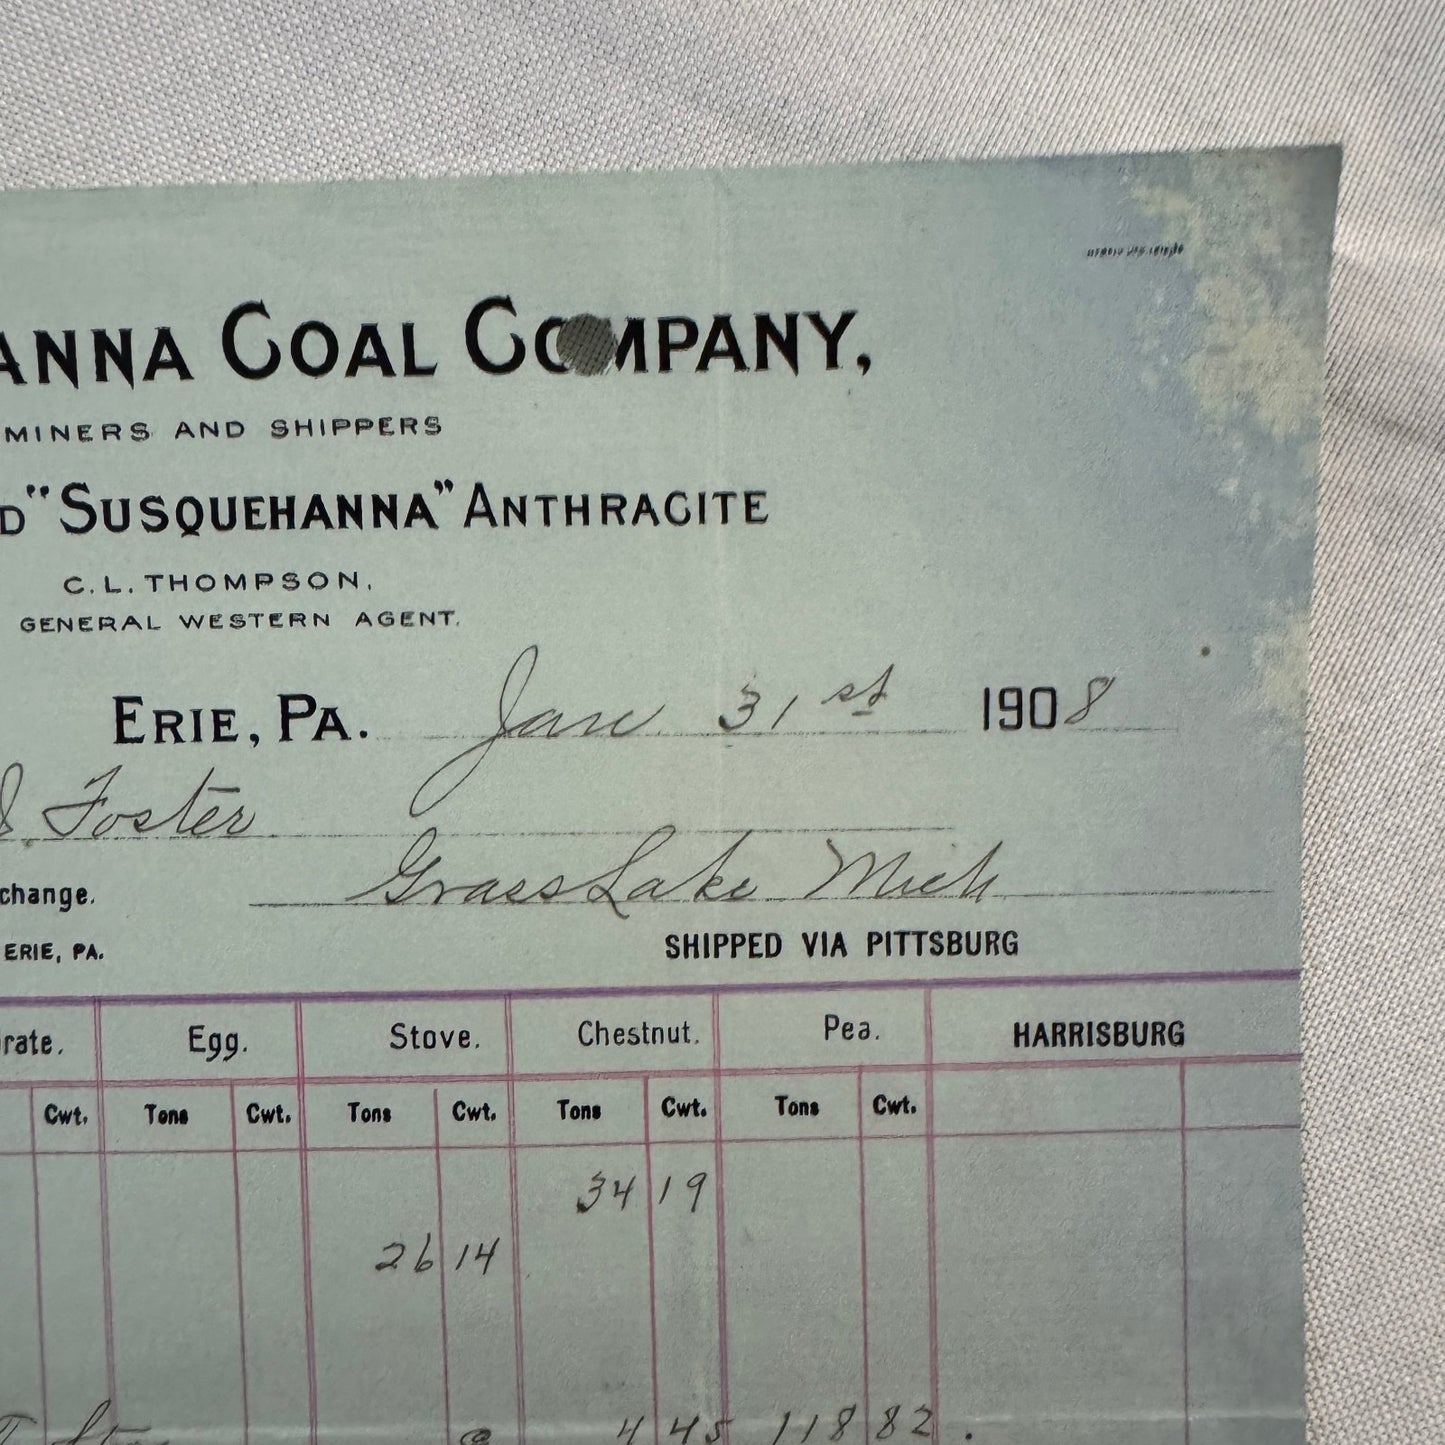 ANNA COAL COMPANY,
MINERS AND SHIPPERS
D "SUSQUEHANNA" ANTHRACITE
C. L. THOMPSON,
GENERAL WESTERN AGENT.
ERIE, PA. Jan 31st 1908
Foster
Grass Lake Mich
change.
ERIE, PA.
SHIPPED VIA PITTSBURG
rate. Egg. Stove. Chestnut. Pea. HARRISBURG
Cwt. Tons Cwt. Tons Cwt. Tons Cwt. Tons Cwt.
34 19
26 14
@ 4 45 118 82.